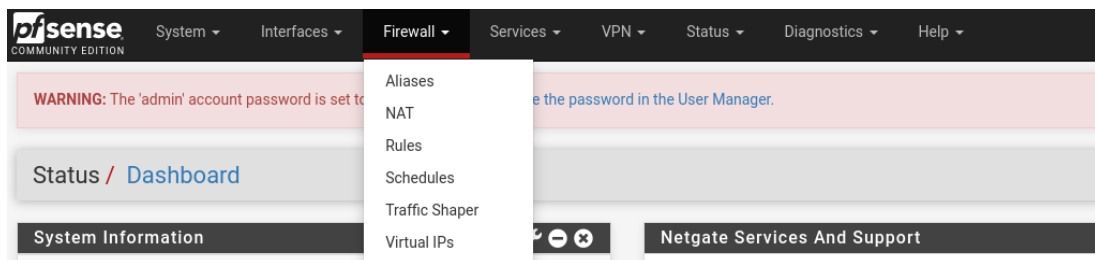 pfsense
COMMUNITY EDITION
System Interfaces Firewall Services VPN Status Diagnostics Help
Aliases
WARNING: The 'admin' account password is set to e the password in the User Manager.
NAT
Rules
Status / Dashboard
Schedules
Traffic Shaper
System Information
Virtual IPs
Netgate Services And Support